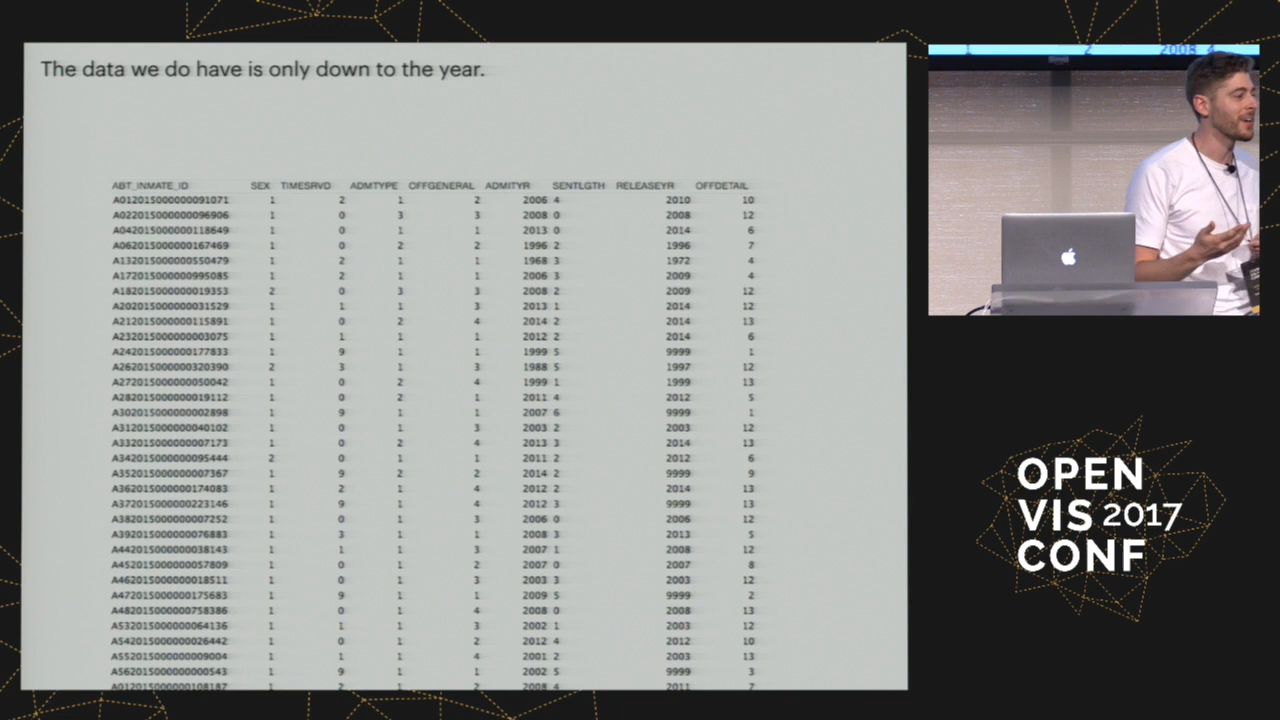 The data we do have is only down to the year.
ABT_INMATE_ID SEX TIMESRVD ADMTYPE OFFGENERAL ADMITYR SENTLGTH RELEASEYR OFFDETAIL
A012015000000091071 1 2 1 2 2006 4 2010 10
A022015000000096906 1 0 3 3 2008 0 2008 12
A042015000000118649 1 0 1 1 2013 0 2014 6
A062015000000167469 1 0 2 2 1996 2 1996 7
A132015000000550479 1 2 1 1 1968 3 1972 4
A172015000000995085 1 2 1 1 2006 3 2009 4
A182015000000019353 2 0 3 3 2008 2 2009 12
A202015000000031529 1 1 1 3 2013 1 2014 12
A212015000000115891 1 0 2 4 2014 2 2014 13
A232015000000003075 1 1 1 1 2012 2 2014 6
A242015000000177833 1 9 1 1 1999 5 9999 1
A262015000000320390 2 3 1 3 1988 5 1997 12
A272015000000050042 1 0 2 4 1999 1 1999 13
A282015000000019112 1 0 2 1 2011 4 2012 5
A302015000000002898 1 9 1 1 2007 6 9999 1
A312015000000040102 1 0 1 3 2003 2 2003 12
A332015000000007173 1 0 2 4 2013 3 2014 13
A342015000000095444 2 0 1 1 2011 2 2012 6
A352015000000007367 1 9 2 2 2014 2 9999 9
A362015000000174083 1 2 1 4 2012 2 2014 13
A372015000000223146 1 9 1 4 2012 3 9999 13
A382015000000007252 1 0 1 3 2006 0 2006 12
A392015000000076883 1 3 1 1 2008 3 2013 5
A442015000000038143 1 1 1 3 2007 1 2008 12
A452015000000057809 1 0 1 2 2007 0 2007 8
A462015000000018511 1 0 1 3 2003 3 2003 12
A472015000000175683 1 9 1 1 2009 5 9999 2
A482015000000758386 1 0 1 4 2008 0 2008 13
A532015000000064136 1 1 1 3 2002 1 2003 12
A542015000000026442 1 0 1 2 2012 4 2012 10
A552015000000009004 1 1 1 4 2001 2 2003 13
A562015000000000543 1 9 1 1 2002 5 9999 3
A012015000000108187 1 2 1 2 2008 4 2011 7
1 2 2008 4
OPEN
VIS 2017
CONF